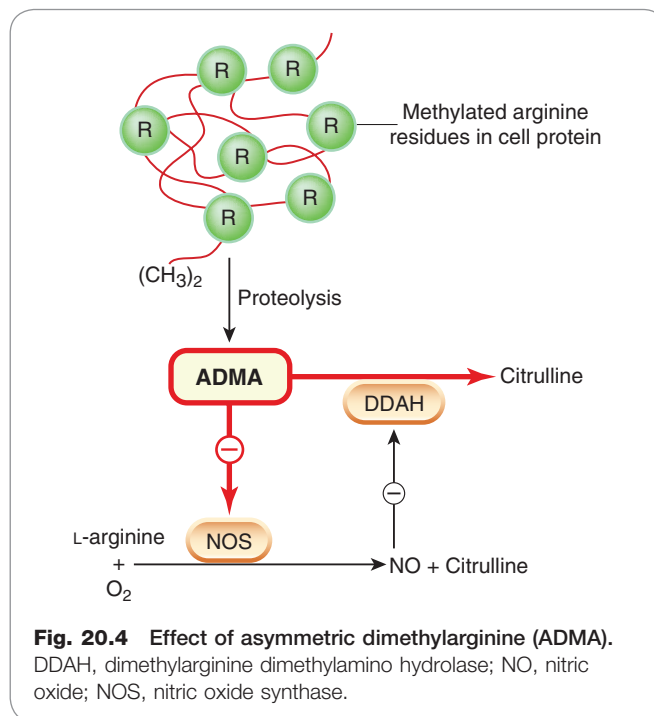 R
R
R
R
R
R
R
Methylated arginine
residues in cell protein
(CH₃)₂
Proteolysis
ADMA
Citrulline
DDAH
−
−
L-arginine
+
O₂
NOS
NO + Citrulline
Fig. 20.4 Effect of asymmetric dimethylarginine (ADMA).
DDAH, dimethylarginine dimethylamino hydrolase; NO, nitric
oxide; NOS, nitric oxide synthase.